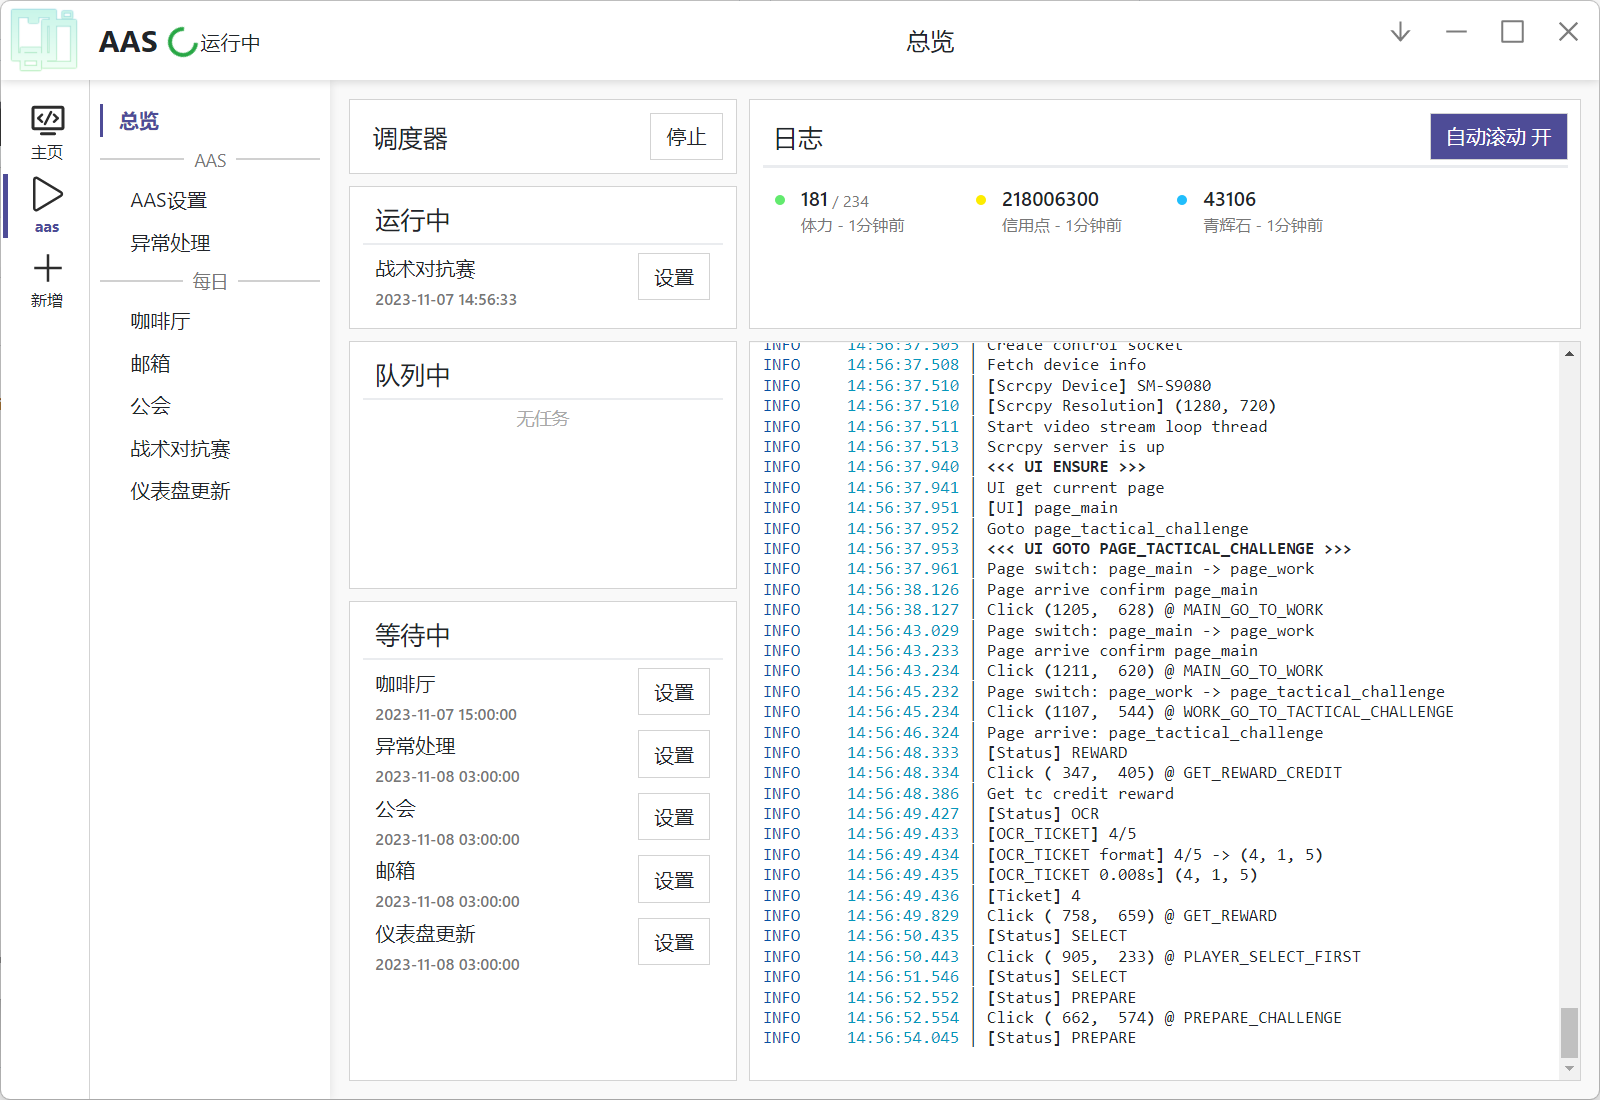 AAS 运行中
总览
主页
aas
新增
总览
AAS
AAS设置
异常处理
每日
咖啡厅
邮箱
公会
战术对抗赛
仪表盘更新
调度器
停止
运行中
战术对抗赛
2023-11-07 14:56:33
设置
队列中
无任务
等待中
咖啡厅
2023-11-07 15:00:00
设置
异常处理
2023-11-08 03:00:00
设置
公会
2023-11-08 03:00:00
设置
邮箱
2023-11-08 03:00:00
设置
仪表盘更新
2023-11-08 03:00:00
设置
日志
自动滚动 开
181 / 234
体力 - 1分钟前
218006300
信用点 - 1分钟前
43106
青辉石 - 1分钟前
INFO 14:56:37.505 | Create control socket
INFO 14:56:37.508 | Fetch device info
INFO 14:56:37.510 | [Scrcpy Device] SM-S9080
INFO 14:56:37.510 | [Scrcpy Resolution] (1280, 720)
INFO 14:56:37.511 | Start video stream loop thread
INFO 14:56:37.513 | Scrcpy server is up
INFO 14:56:37.940 | <<< UI ENSURE >>>
INFO 14:56:37.941 | UI get current page
INFO 14:56:37.951 | [UI] page_main
INFO 14:56:37.952 | Goto page_tactical_challenge
INFO 14:56:37.953 | <<< UI GOTO PAGE_TACTICAL_CHALLENGE >>>
INFO 14:56:37.961 | Page switch: page_main -> page_work
INFO 14:56:38.126 | Page arrive confirm page_main
INFO 14:56:38.127 | Click (1205,  628) @ MAIN_GO_TO_WORK
INFO 14:56:43.029 | Page switch: page_main -> page_work
INFO 14:56:43.233 | Page arrive confirm page_main
INFO 14:56:43.234 | Click (1211,  620) @ MAIN_GO_TO_WORK
INFO 14:56:45.232 | Page switch: page_work -> page_tactical_challenge
INFO 14:56:45.234 | Click (1107,  544) @ WORK_GO_TO_TACTICAL_CHALLENGE
INFO 14:56:46.324 | Page arrive: page_tactical_challenge
INFO 14:56:48.333 | [Status] REWARD
INFO 14:56:48.334 | Click ( 347,  405) @ GET_REWARD_CREDIT
INFO 14:56:48.386 | Get tc credit reward
INFO 14:56:49.427 | [Status] OCR
INFO 14:56:49.433 | [OCR_TICKET] 4/5
INFO 14:56:49.434 | [OCR_TICKET format] 4/5 -> (4, 1, 5)
INFO 14:56:49.435 | [OCR_TICKET 0.008s] (4, 1, 5)
INFO 14:56:49.436 | [Ticket] 4
INFO 14:56:49.829 | Click ( 758,  659) @ GET_REWARD
INFO 14:56:50.435 | [Status] SELECT
INFO 14:56:50.443 | Click ( 905,  233) @ PLAYER_SELECT_FIRST
INFO 14:56:51.546 | [Status] SELECT
INFO 14:56:52.552 | [Status] PREPARE
INFO 14:56:52.554 | Click ( 662,  574) @ PREPARE_CHALLENGE
INFO 14:56:54.045 | [Status] PREPARE